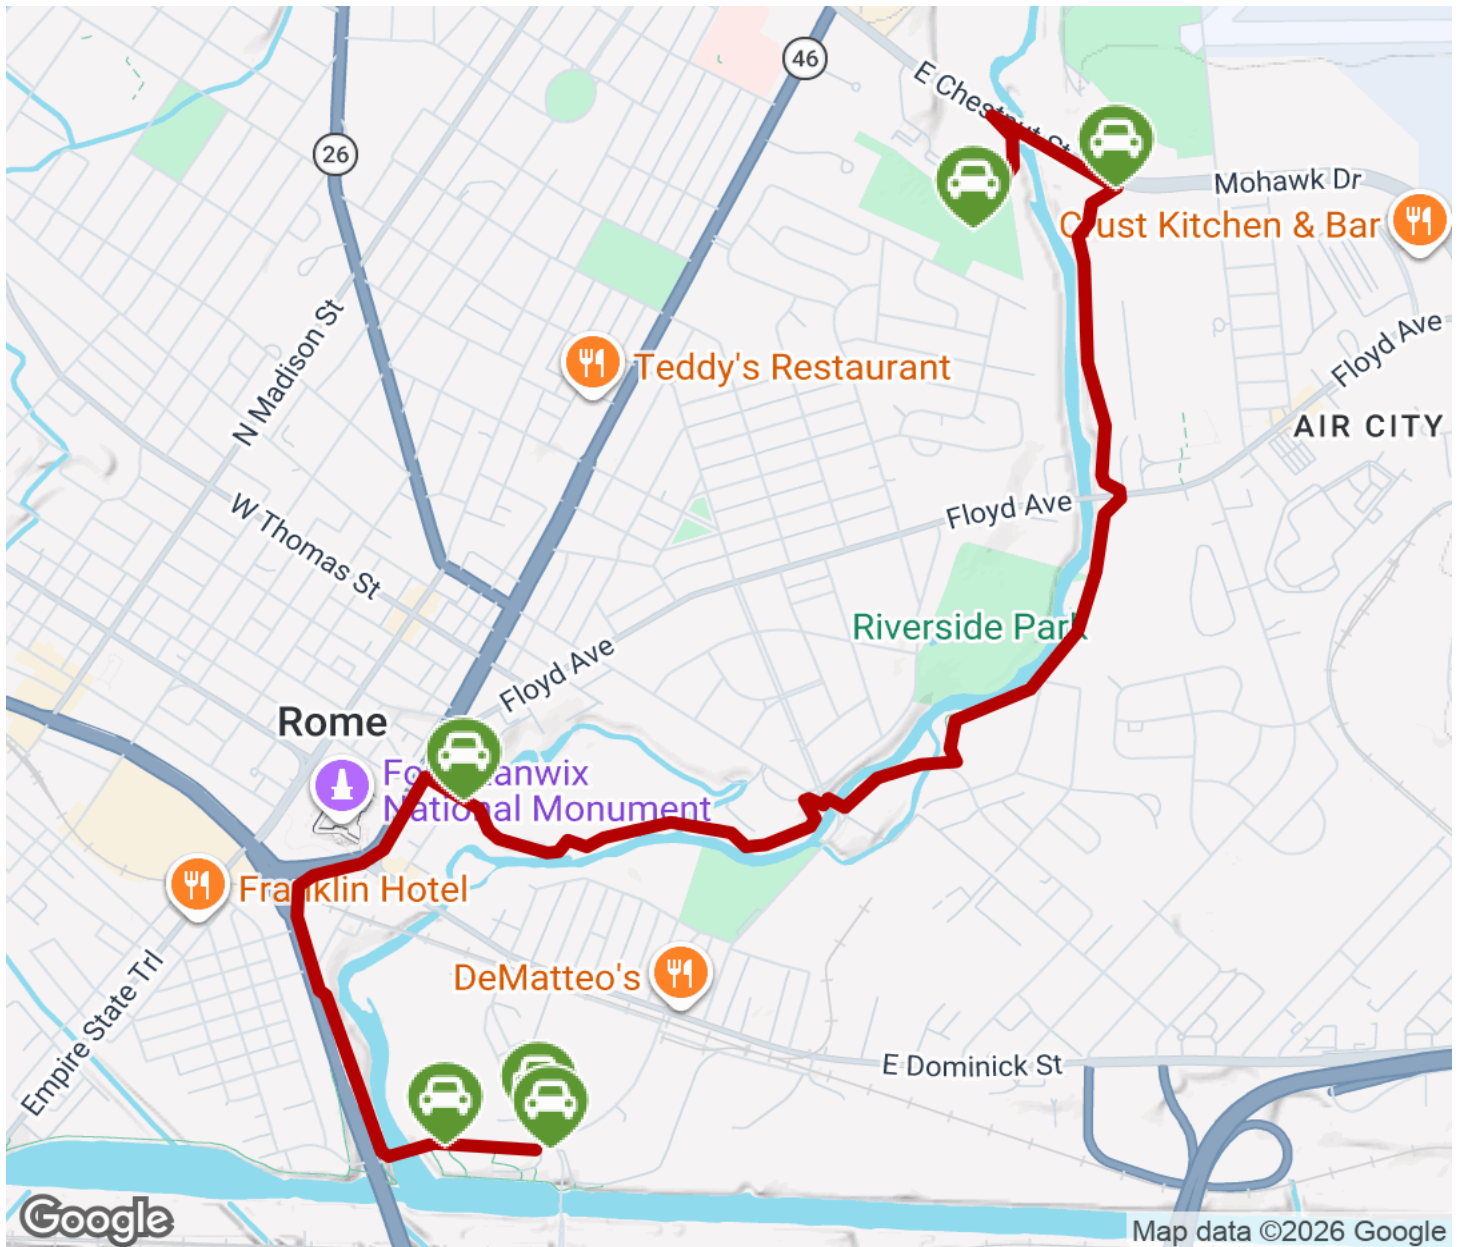 46
E Chestnut St
26
Mohawk Dr
Crust Kitchen & Bar
N Madison St
Floyd Ave
Teddy's Restaurant
AIR CITY
W Thomas St
Floyd Ave
Riverside Park
Floyd Ave
Rome
Fort Stanwix
National Monument
Franklin Hotel
DeMatteo's
Empire State Trl
E Dominick St
Google
Map data ©2026 Google